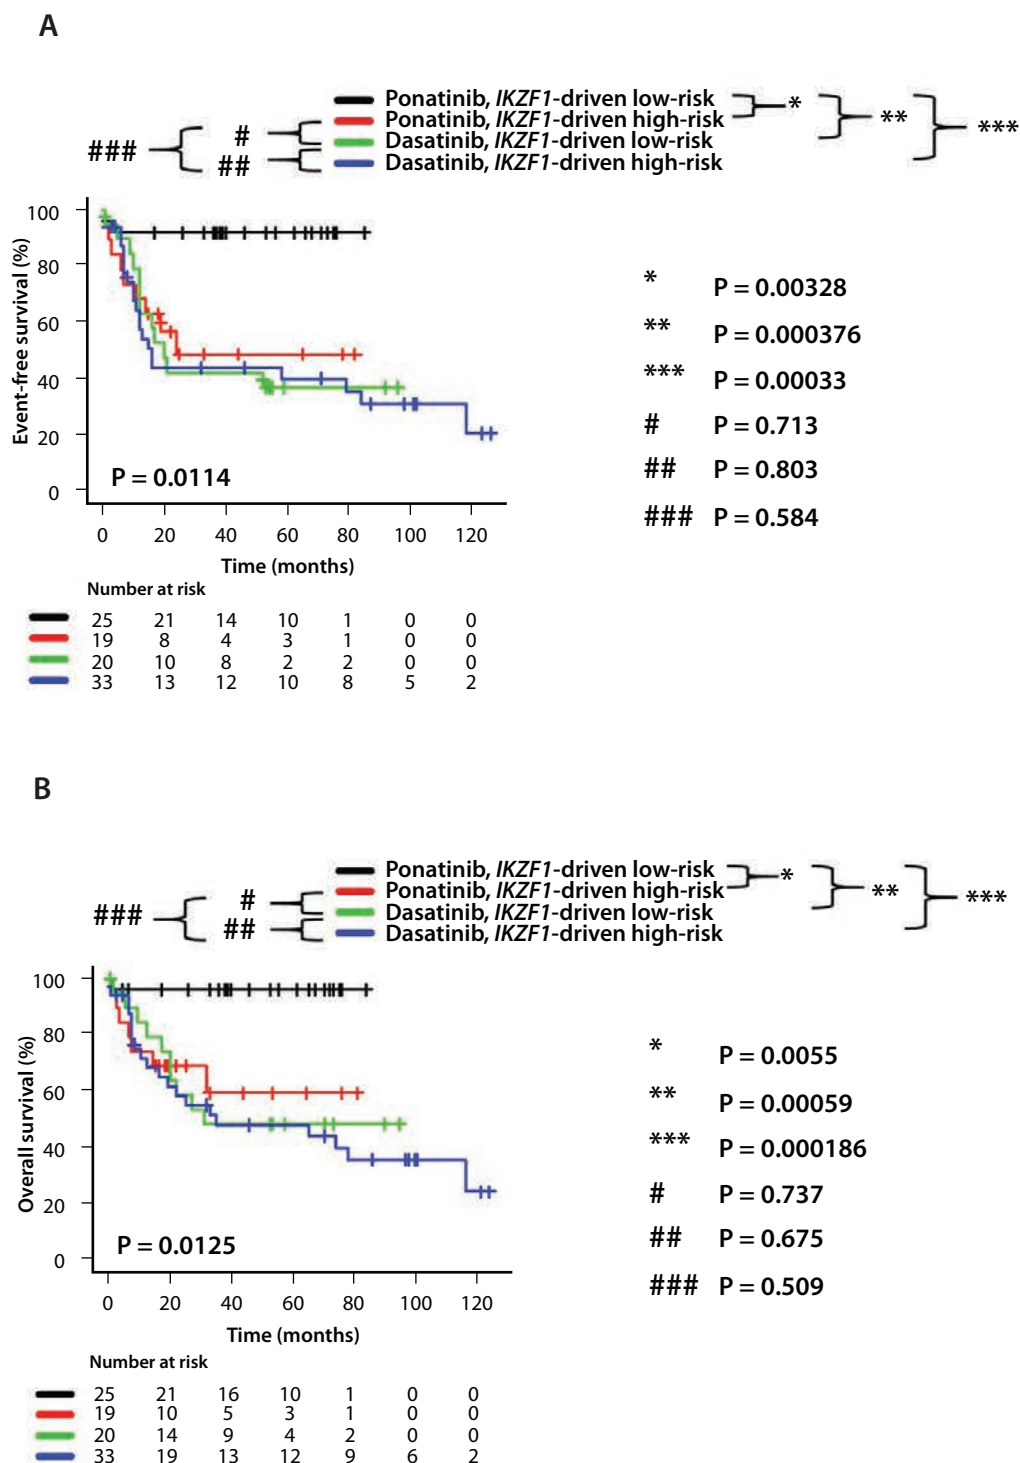 A
Ponatinib, IKZF1-driven low-risk
Ponatinib, IKZF1-driven high-risk
Dasatinib, IKZF1-driven low-risk
Dasatinib, IKZF1-driven high-risk
*
**
***
#
##
###
100
80
60
40
20
0
Event-free survival (%)
P = 0.0114
0 20 40 60 80 100 120
Time (months)
* P = 0.00328
** P = 0.000376
*** P = 0.00033
# P = 0.713
## P = 0.803
### P = 0.584
Number at risk
25 21 14 10 1 0 0
19 8 4 3 1 0 0
20 10 8 2 2 0 0
33 13 12 10 8 5 2
B
Ponatinib, IKZF1-driven low-risk
Ponatinib, IKZF1-driven high-risk
Dasatinib, IKZF1-driven low-risk
Dasatinib, IKZF1-driven high-risk
*
**
***
#
##
###
100
80
60
40
20
0
Overall survival (%)
P = 0.0125
0 20 40 60 80 100 120
Time (months)
* P = 0.0055
** P = 0.00059
*** P = 0.000186
# P = 0.737
## P = 0.675
### P = 0.509
Number at risk
25 21 16 10 1 0 0
19 10 5 3 1 0 0
20 14 9 4 2 0 0
33 19 13 12 9 6 2